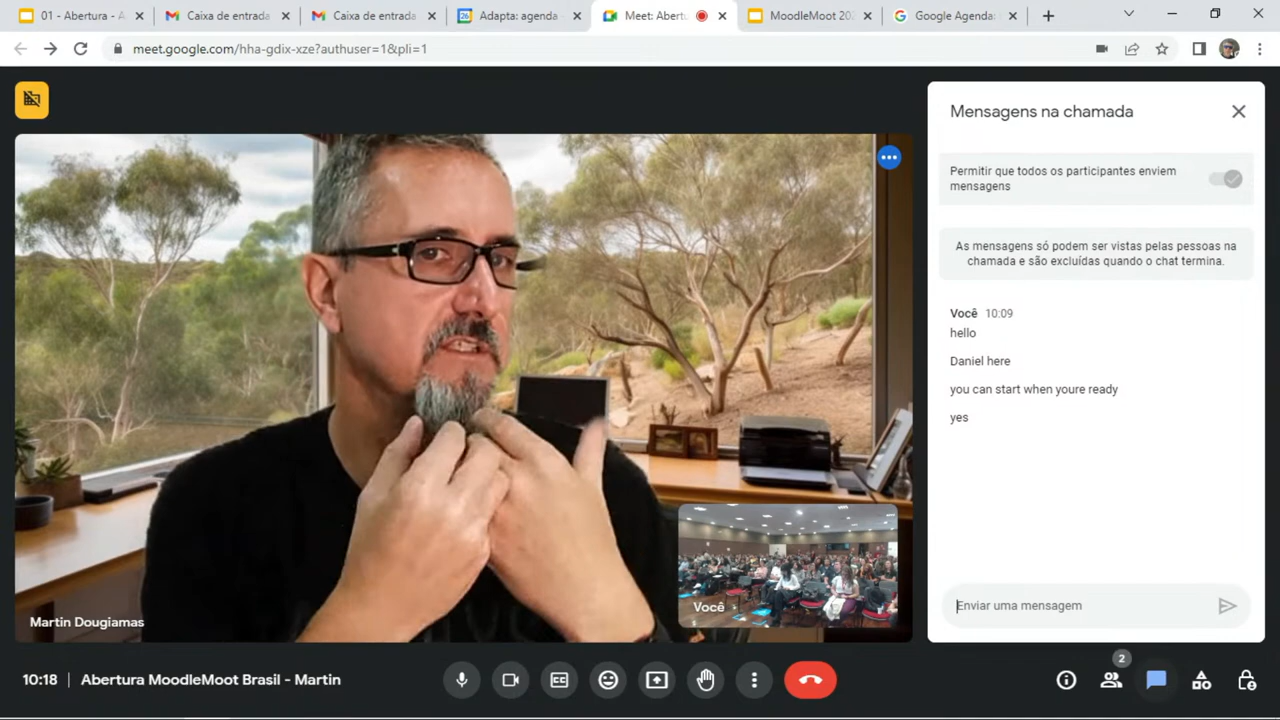 01 - Abertura - A
Caixa de entrada
Caixa de entrada
Adapta: agenda
Meet: Abertu
MoodleMoot 202
Google Agenda:
meet.google.com/hha-gdix-xze?authuser=1&pli=1
Mensagens na chamada
Permitir que todos os participantes enviem
mensagens
As mensagens só podem ser vistas pelas pessoas na
chamada e são excluídas quando o chat termina.
Você 10:09
hello
Daniel here
you can start when youre ready
yes
Enviar uma mensagem
Você
Martin Dougiamas
10:18 | Abertura MoodleMoot Brasil - Martin
2